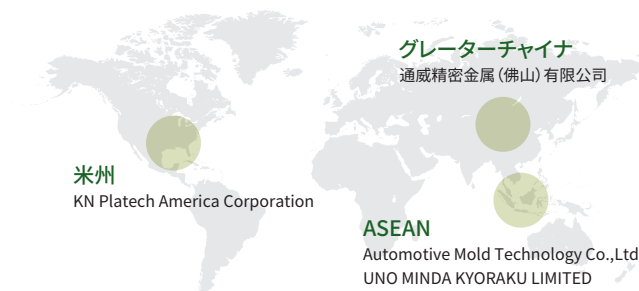 グレーターチャイナ
通威精密金属（佛山）有限公司
米州
KN Platech America Corporation
ASEAN
Automotive Mold Technology Co.,Ltd
UNO MINDA KYORAKU LIMITED